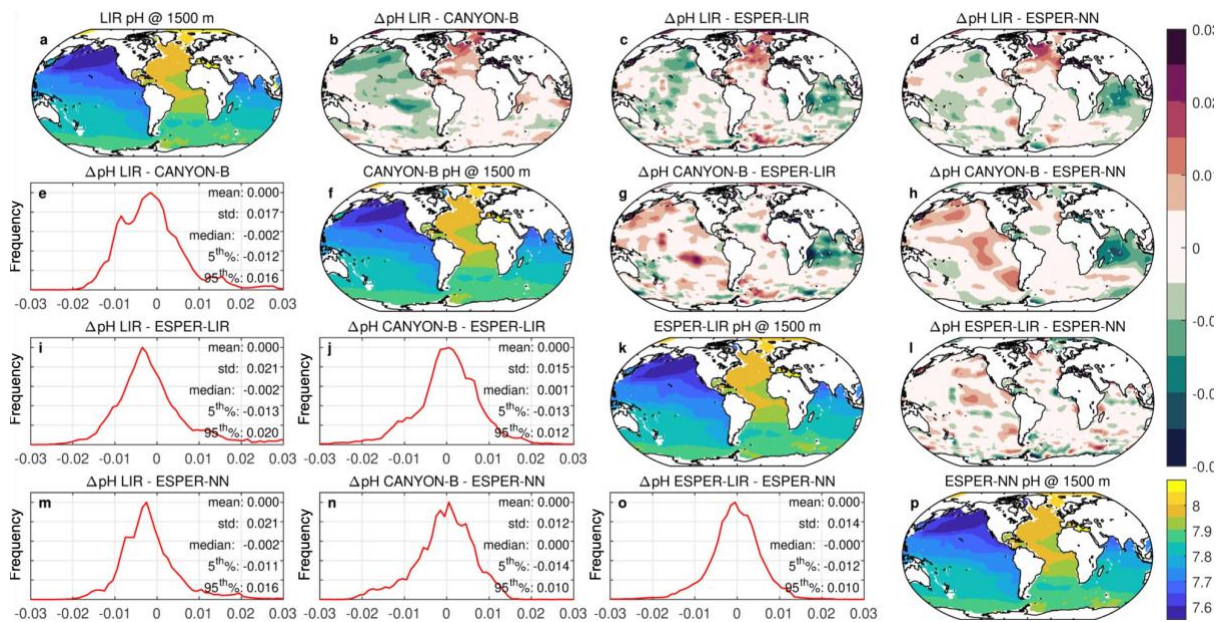 LIR pH @ 1500 m
ΔpH LIR - CANYON-B
ΔpH LIR - ESPER-LIR
ΔpH LIR - ESPER-NN
a
b
c
d
0.03
0.02
0.01
0
-0.0
-0.0
-0.0
ΔpH LIR - CANYON-B
e
Frequency
mean: 0.000
std: 0.017
median: -0.002
5th%: -0.012
95th%: 0.016
-0.03 -0.02 -0.01 0 0.01 0.02 0.03
CANYON-B pH @ 1500 m
f
ΔpH CANYON-B - ESPER-LIR
g
ΔpH CANYON-B - ESPER-NN
h
ΔpH LIR - ESPER-LIR
i
Frequency
mean: 0.000
std: 0.021
median: -0.002
5th%: -0.013
95th%: 0.020
-0.03 -0.02 -0.01 0 0.01 0.02 0.03
ΔpH CANYON-B - ESPER-LIR
j
mean: 0.000
std: 0.015
median: 0.001
5th%: -0.013
95th%: 0.012
-0.03 -0.02 -0.01 0 0.01 0.02 0.03
ESPER-LIR pH @ 1500 m
k
ΔpH ESPER-LIR - ESPER-NN
l
ΔpH LIR - ESPER-NN
m
Frequency
mean: 0.000
std: 0.021
median: -0.002
5th%: -0.011
95th%: 0.016
-0.03 -0.02 -0.01 0 0.01 0.02 0.03
ΔpH CANYON-B - ESPER-NN
n
mean: 0.000
std: 0.012
median: 0.000
5th%: -0.014
95th%: 0.010
-0.03 -0.02 -0.01 0 0.01 0.02 0.03
ΔpH ESPER-LIR - ESPER-NN
o
mean: 0.000
std: 0.014
median: -0.000
5th%: -0.012
95th%: 0.010
-0.03 -0.02 -0.01 0 0.01 0.02 0.03
ESPER-NN pH @ 1500 m
p
8
7.9
7.8
7.7
7.6